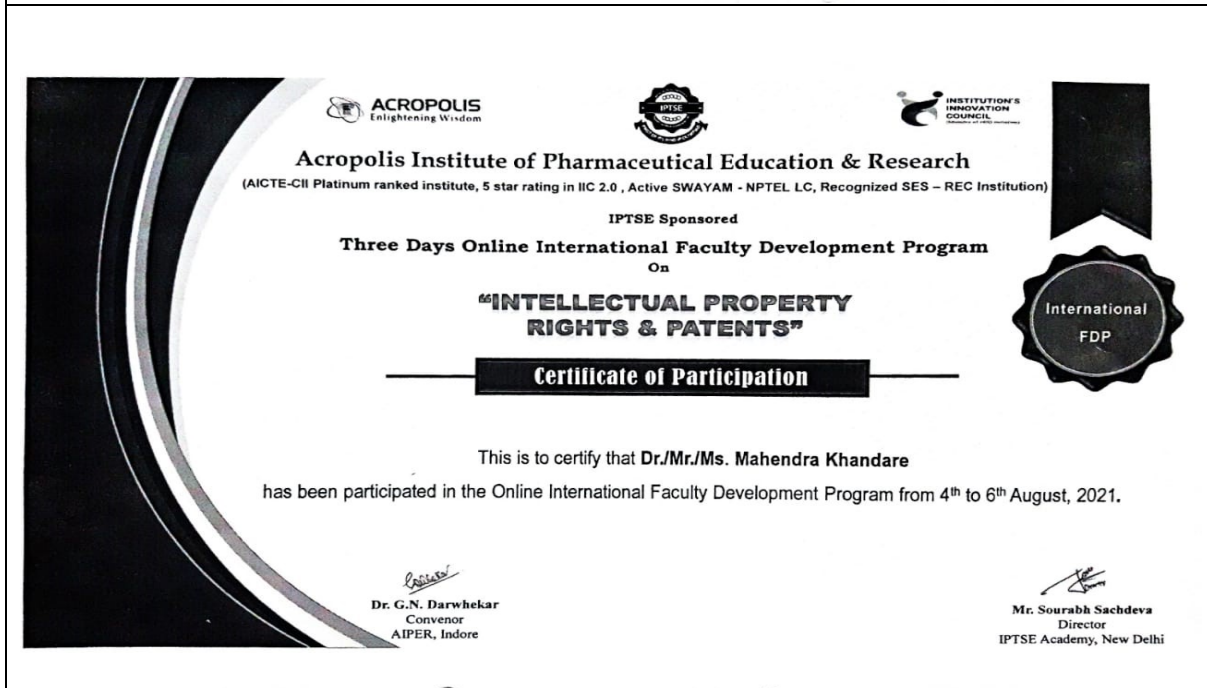 ACROPOLIS
Enlightening Wisdom
IPTSE
INSTITUTION'S
INNOVATION
COUNCIL
Acropolis Institute of Pharmaceutical Education & Research
(AICTE-CII Platinum ranked institute, 5 star rating in IIC 2.0 , Active SWAYAM - NPTEL LC, Recognized SES – REC Institution)
IPTSE Sponsored
Three Days Online International Faculty Development Program
On
“INTELLECTUAL PROPERTY
RIGHTS & PATENTS”
International
FDP
Certificate of Participation
This is to certify that Dr./Mr./Ms. Mahendra Khandare
has been participated in the Online International Faculty Development Program from 4th to 6th August, 2021.
Dr. G.N. Darwhekar
Convenor
AIPER, Indore
Mr. Sourabh Sachdeva
Director
IPTSE Academy, New Delhi